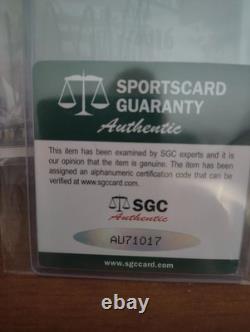 SPORTSCARD
GUARANTY
Authentic
This item has been examined by SGC experts and it is
our opinion that the item is genuine. The item has been
assigned an alphanumeric certification code that can be
verified at www.sgccard.com.
SGC
Authentic
AU71017
www.sgccard.com